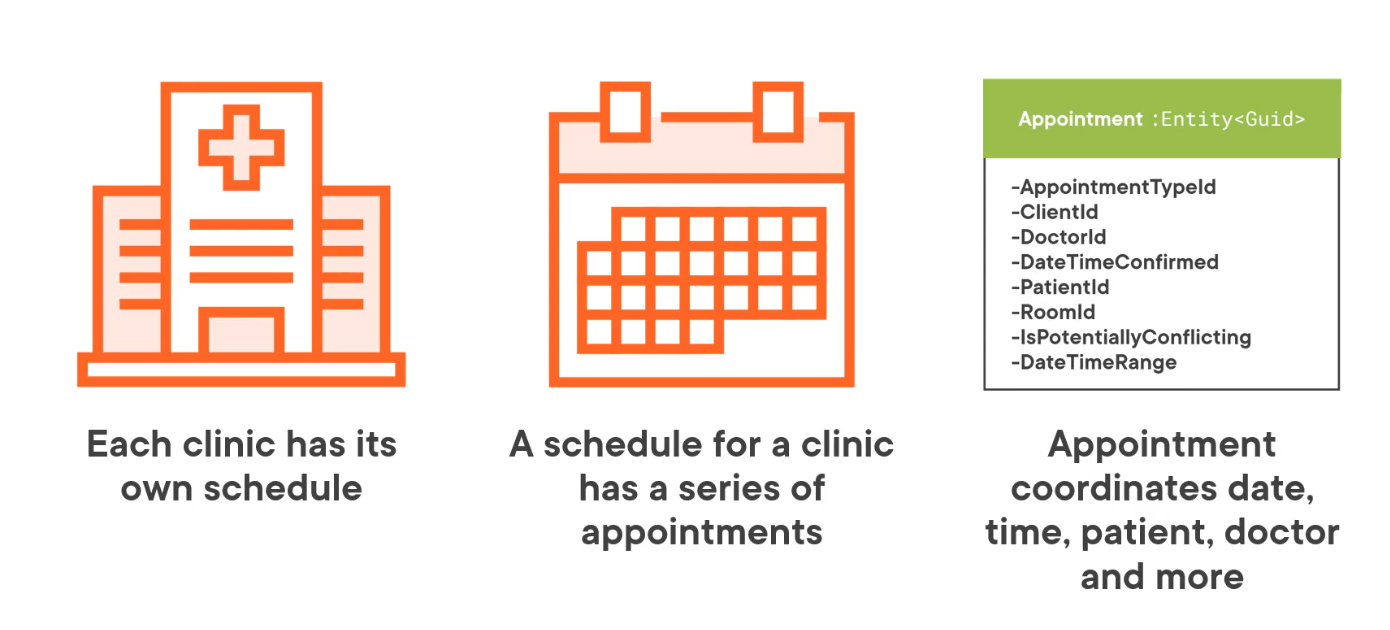 Each clinic has its
own schedule
A schedule for a clinic
has a series of
appointments
Appointment :Entity<Guid>
-AppointmentTypeId
-ClientId
-DoctorId
-DateTimeConfirmed
-PatientId
-RoomId
-IsPotentiallyConflicting
-DateTimeRange
Appointment
coordinates date,
time, patient, doctor
and more